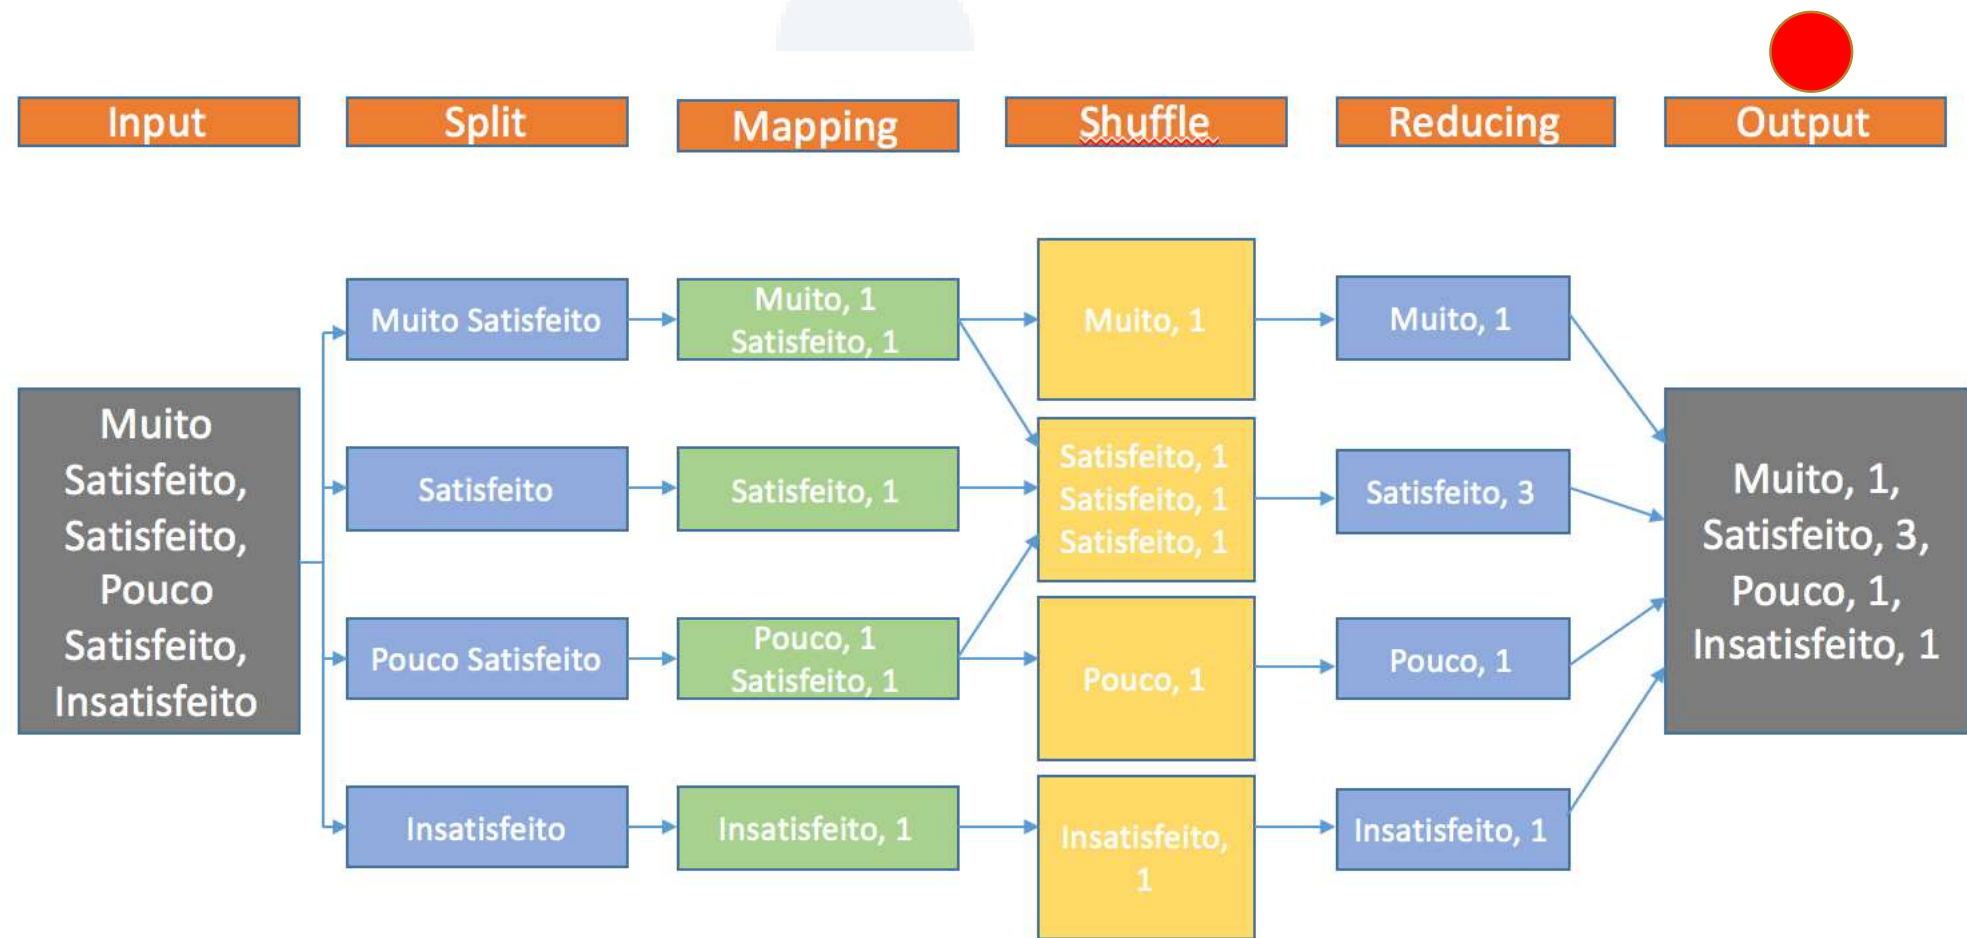 Input
Split
Mapping
Shuffle
Reducing
Output
Muito
Satisfeito,
Satisfeito,
Pouco
Satisfeito,
Insatisfeito
Muito Satisfeito
Satisfeito
Pouco Satisfeito
Insatisfeito
Muito, 1
Satisfeito, 1
Satisfeito, 1
Pouco, 1
Satisfeito, 1
Insatisfeito, 1
Muito, 1
Satisfeito, 1
Satisfeito, 1
Satisfeito, 1
Pouco, 1
Insatisfeito,
1
Muito, 1
Satisfeito, 3
Pouco, 1
Insatisfeito, 1
Muito, 1,
Satisfeito, 3,
Pouco, 1,
Insatisfeito, 1